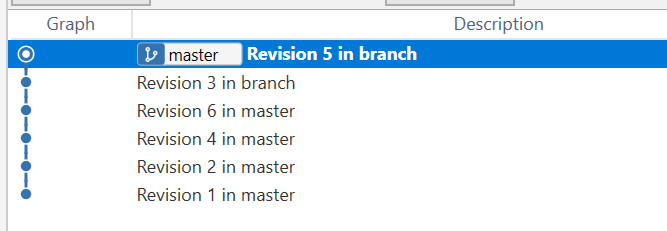 Graph Description
master Revision 5 in branch
Revision 3 in branch
Revision 6 in master
Revision 4 in master
Revision 2 in master
Revision 1 in master